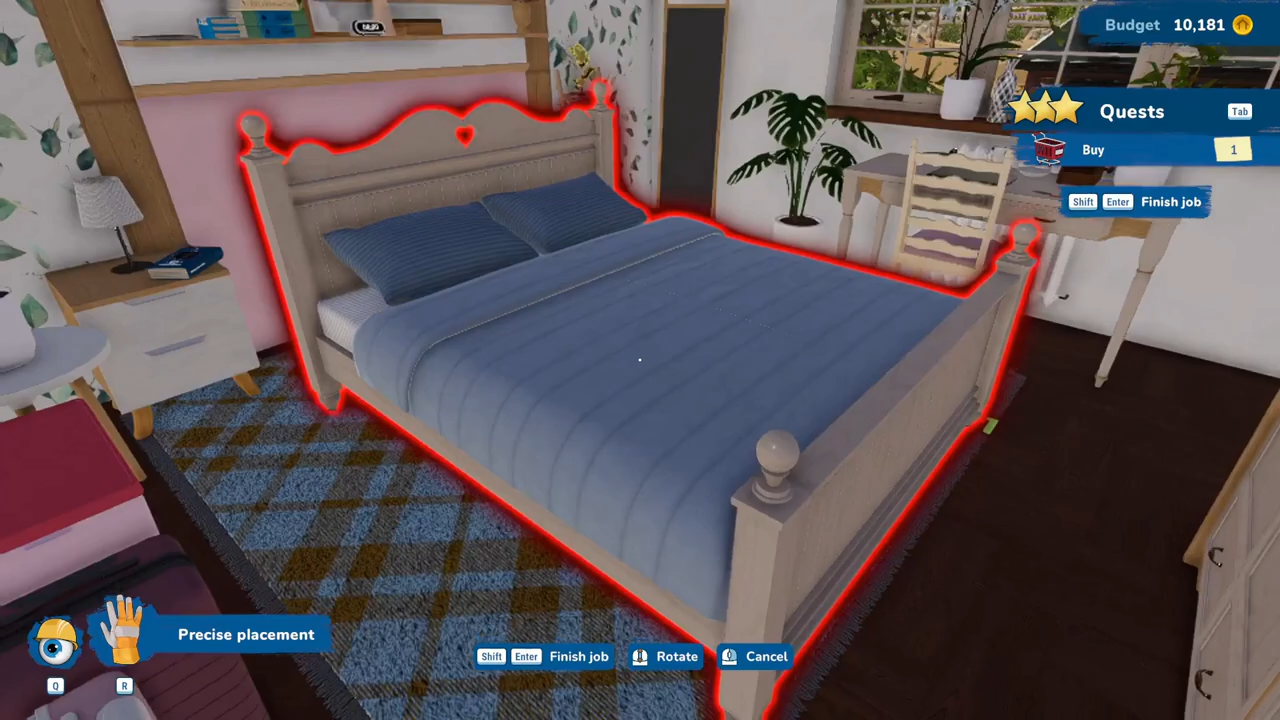 Budget 10,181
Quests Tab
Buy 1
Shift Enter Finish job
Precise placement
Shift Enter Finish job Rotate Cancel
Q R